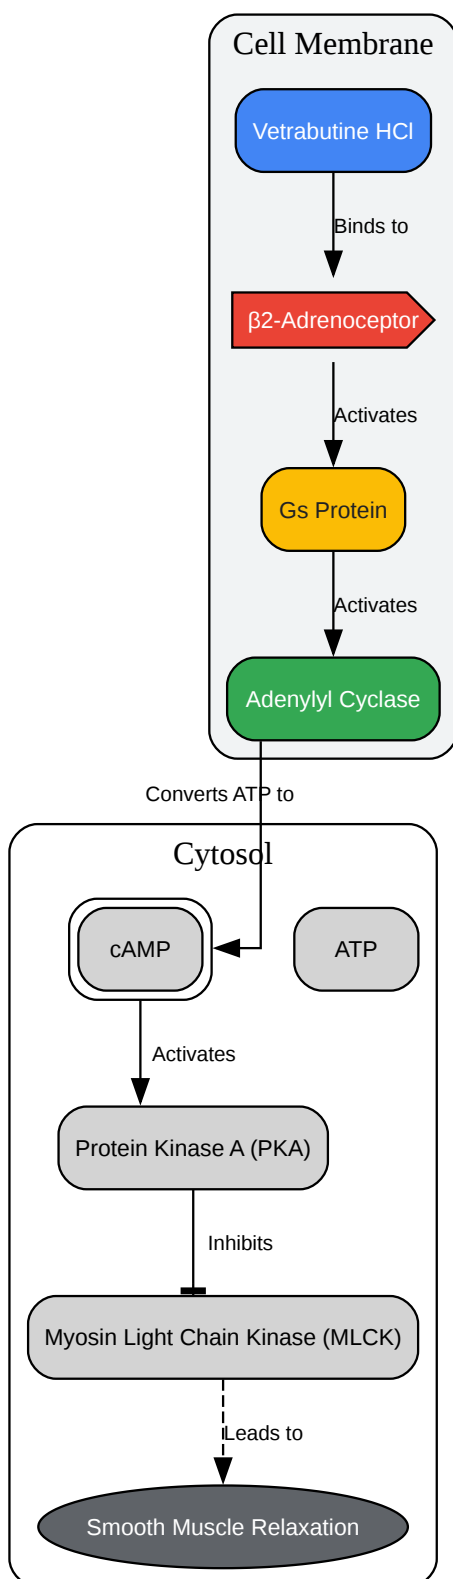 Cell Membrane
Vetrabutine HCl
Binds to
β2-Adrenoceptor
Activates
Gs Protein
Activates
Adenylyl Cyclase
Converts ATP to
Cytosol
cAMP
ATP
Activates
Protein Kinase A (PKA)
Inhibits
Myosin Light Chain Kinase (MLCK)
Leads to
Smooth Muscle Relaxation